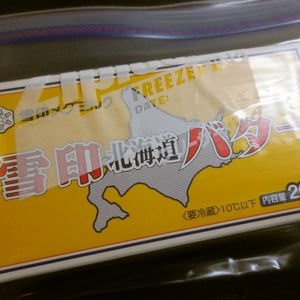 Ziploc
FREEZER
DATE:
雪印メグミルク
雪印北海道バター
〈要冷蔵〉10℃以下
内容量2